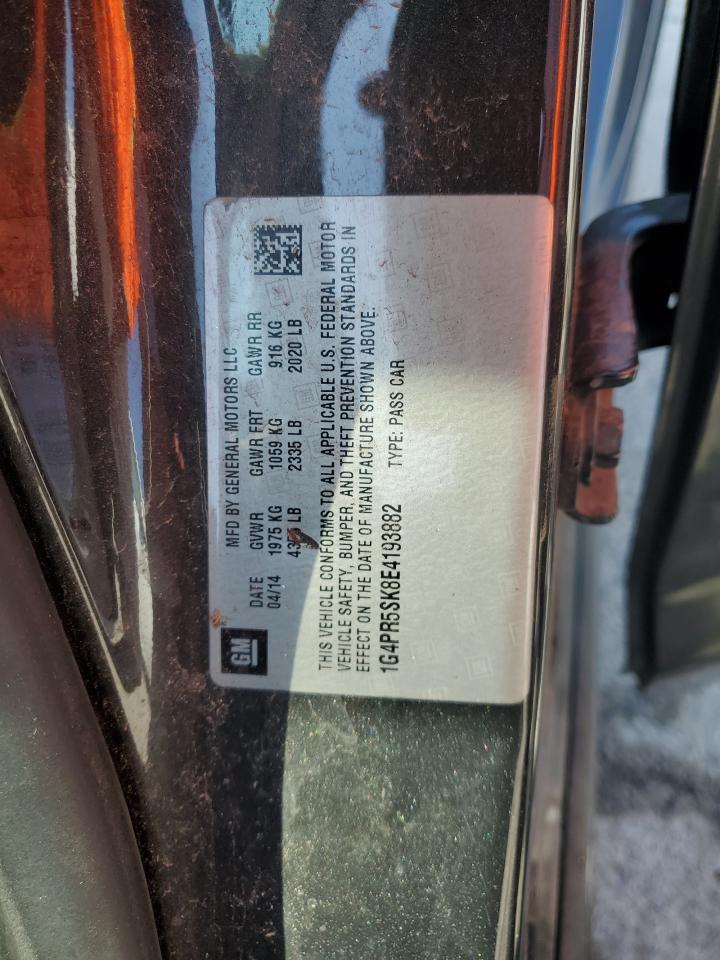 GM
MFD BY GENERAL MOTORS LLC
DATE GVWR GAWR FRT GAWR RR
04/14 1975 KG 1059 KG 916 KG
LB 2335 LB 2020 LB
THIS VEHICLE CONFORMS TO ALL APPLICABLE U.S. FEDERAL MOTOR
VEHICLE SAFETY, BUMPER, AND THEFT PREVENTION STANDARDS IN
EFFECT ON THE DATE OF MANUFACTURE SHOWN ABOVE.
1G4PR5SK8E4193882 TYPE: PASS CAR